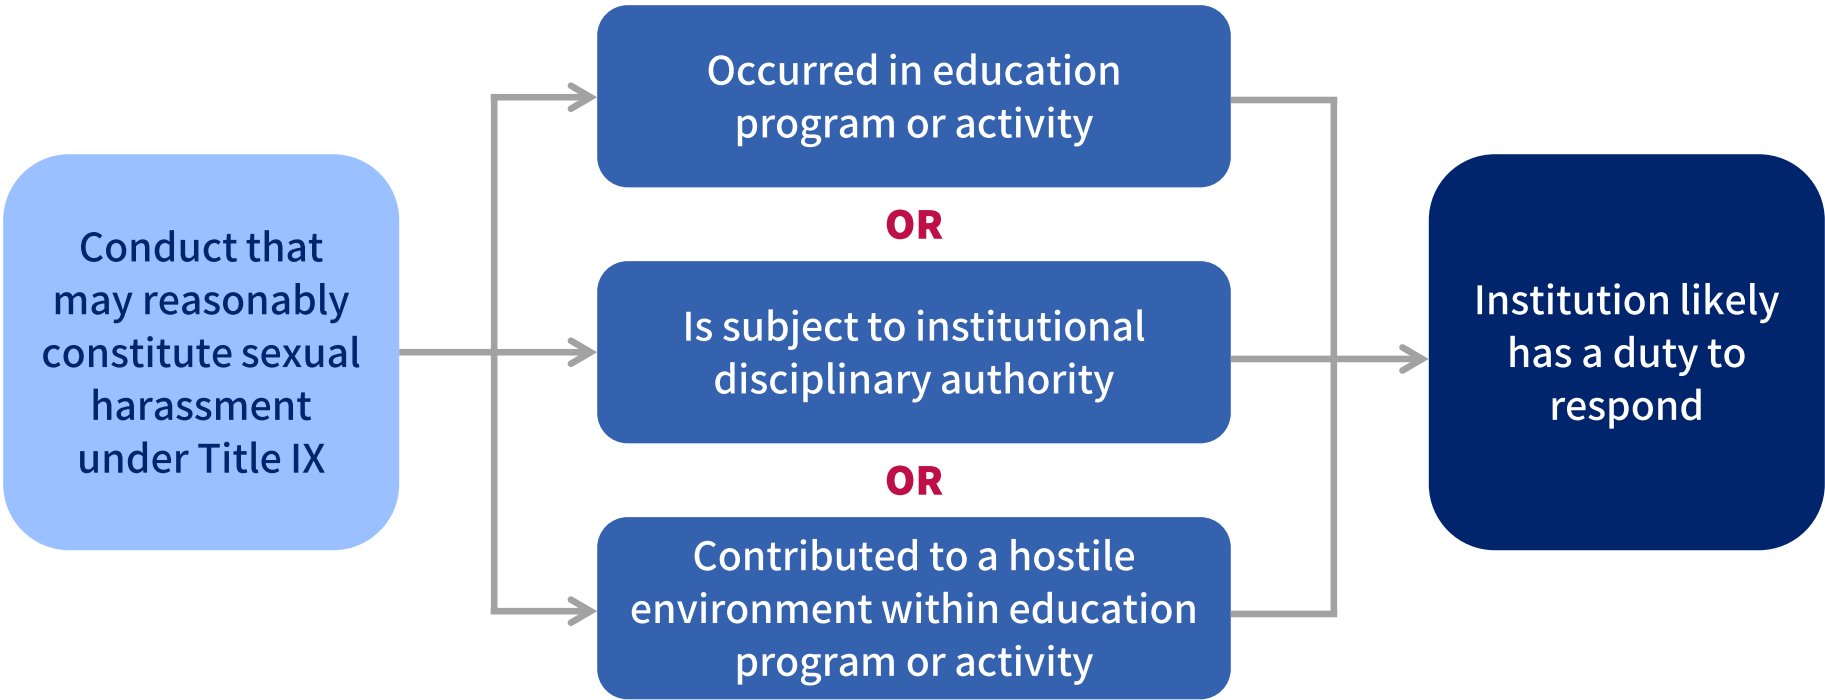 Conduct that
may reasonably
constitute sexual
harassment
under Title IX
Occurred in education
program or activity
OR
Is subject to institutional
disciplinary authority
OR
Contributed to a hostile
environment within education
program or activity
Institution likely
has a duty to
respond